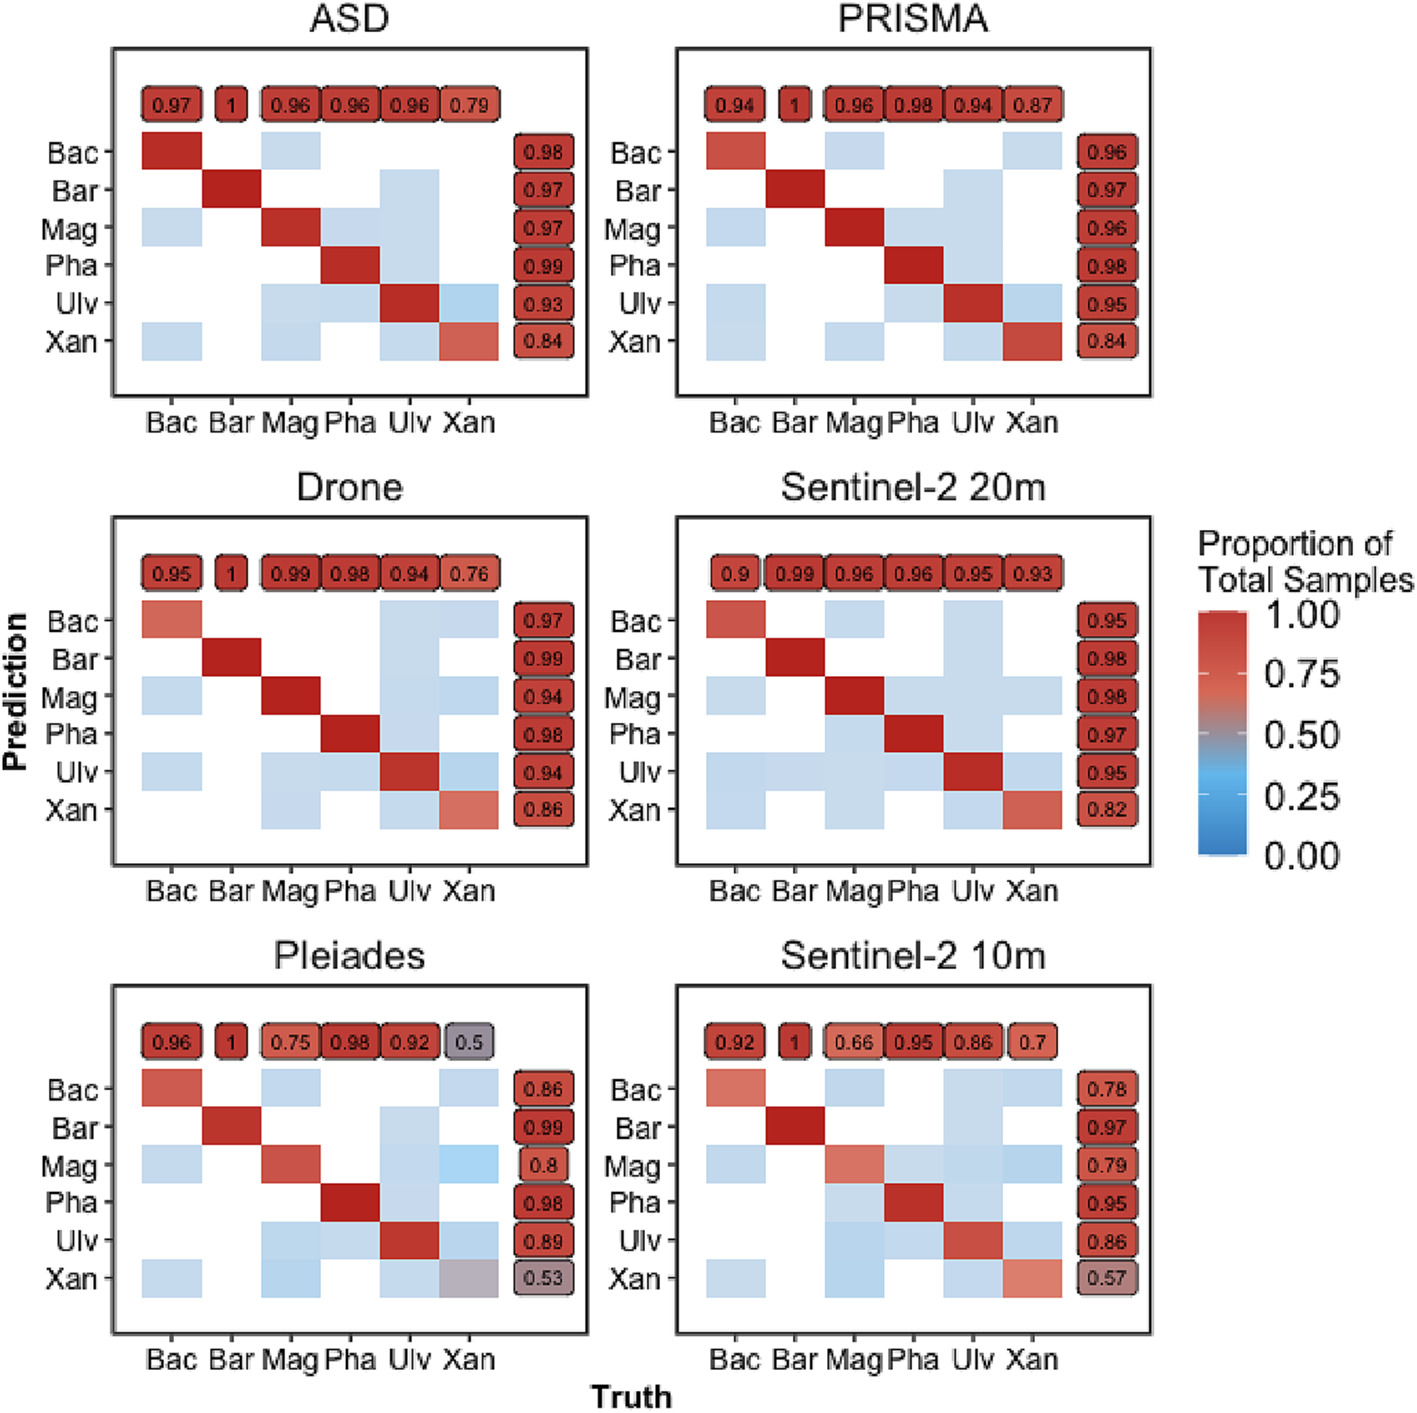 ASD
0.97 1 0.96 0.96 0.96 0.79
Bac 0.98
Bar 0.97
Mag 0.97
Pha 0.99
Ulv 0.93
Xan 0.84
Bac Bar Mag Pha Ulv Xan
PRISMA
0.94 1 0.96 0.98 0.94 0.87
Bac 0.96
Bar 0.97
Mag 0.96
Pha 0.98
Ulv 0.95
Xan 0.84
Bac Bar Mag Pha Ulv Xan
Prediction
Drone
0.95 1 0.99 0.98 0.94 0.76
Bac 0.97
Bar 0.99
Mag 0.94
Pha 0.98
Ulv 0.94
Xan 0.86
Bac Bar Mag Pha Ulv Xan
Sentinel-2 20m
0.9 0.99 0.96 0.96 0.95 0.93
Bac 0.95
Bar 0.98
Mag 0.98
Pha 0.97
Ulv 0.95
Xan 0.82
Bac Bar Mag Pha Ulv Xan
Proportion of
Total Samples
1.00
0.75
0.50
0.25
0.00
Pleiades
0.96 1 0.75 0.98 0.92 0.5
Bac 0.86
Bar 0.99
Mag 0.8
Pha 0.98
Ulv 0.89
Xan 0.53
Bac Bar Mag Pha Ulv Xan
Sentinel-2 10m
0.92 1 0.66 0.95 0.86 0.7
Bac 0.78
Bar 0.97
Mag 0.79
Pha 0.95
Ulv 0.86
Xan 0.57
Bac Bar Mag Pha Ulv Xan
Truth